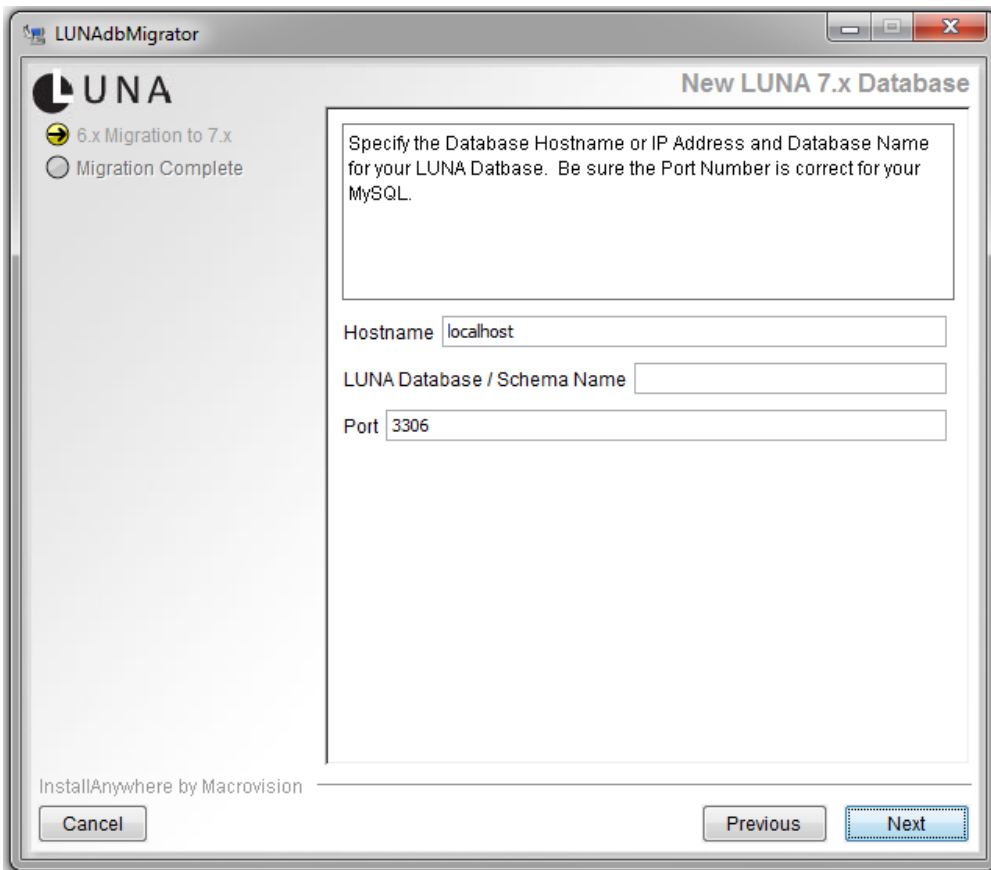 LUNAdbMigrator
LUNA
New LUNA 7.x Database
6.x Migration to 7.x
Migration Complete
Specify the Database Hostname or IP Address and Database Name
for your LUNA Datbase.  Be sure the Port Number is correct for your
MySQL.
Hostname localhost
LUNA Database / Schema Name
Port 3306
InstallAnywhere by Macrovision
Cancel Previous Next